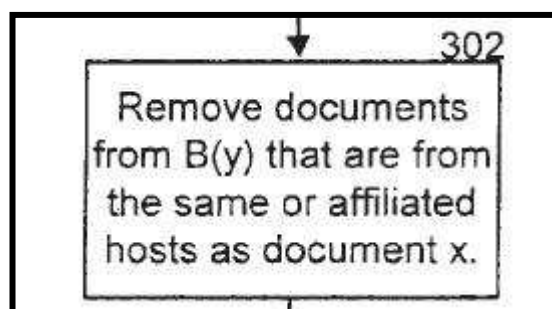 302
Remove documents
from B(y) that are from
the same or affiliated
hosts as document x.